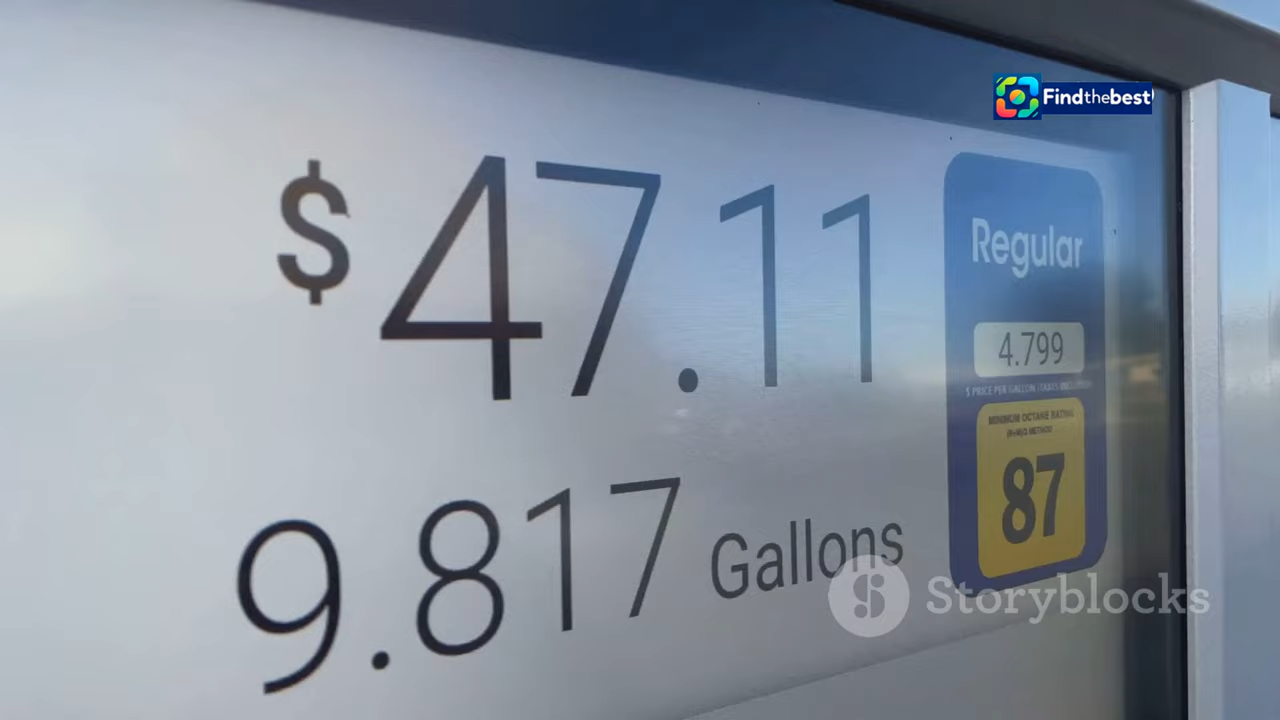 Findthebest
$47.11
Regular
4.799
$ PRICE PER GALLON (TAXES INCLUDED)
MINIMUM OCTANE RATING
(R+M)/2 METHOD
87
9.817 Gallons
Storyblocks